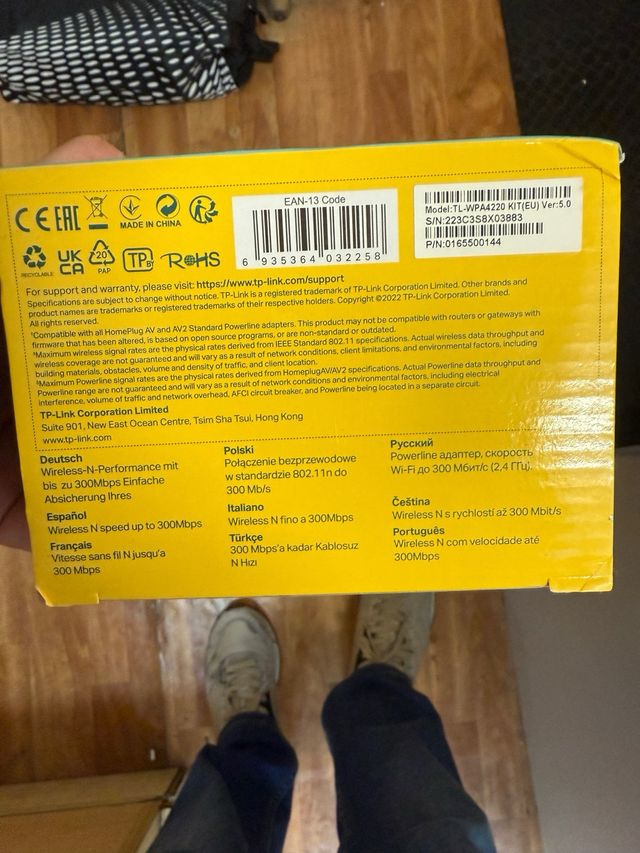 CE EAC
MADE IN CHINA
RECYCLABLE
UK
CA
20
PAP
TP
BY
RoHS
EAN-13 Code
6 935364 032258
Model:TL-WPA4220 KIT(EU) Ver:5.0
S/N:223C3S8X03883
P/N:0165500144
For support and warranty, please visit: https://www.tp-link.com/support
Specifications are subject to change without notice. TP-Link is a registered trademark of TP-Link Corporation Limited. Other brands and
product names are trademarks or registered trademarks of their respective holders. Copyright ©2022 TP-Link Corporation Limited.
All rights reserved.
¹Compatible with all HomePlug AV and AV2 Standard Powerline adapters. This product may not be compatible with routers or gateways with
firmware that has been altered, is based on open source programs, or are non-standard or outdated.
²Maximum wireless signal rates are the physical rates derived from IEEE Standard 802.11 specifications. Actual wireless data throughput and
wireless coverage are not guaranteed and will vary as a result of network conditions, client limitations, and environmental factors, including
building materials, obstacles, volume and density of traffic, and client location.
³Maximum Powerline signal rates are the physical rates derived from HomeplugAV/AV2 specifications. Actual Powerline data throughput and
Powerline range are not guaranteed and will vary as a result of network conditions and environmental factors, including electrical
interference, volume of traffic and network overhead, AFCI circuit breaker, and Powerline being located in a separate circuit.
TP-Link Corporation Limited
Suite 901, New East Ocean Centre, Tsim Sha Tsui, Hong Kong
www.tp-link.com
Deutsch
Wireless-N-Performance mit
bis zu 300Mbps Einfache
Absicherung Ihres
Español
Wireless N speed up to 300Mbps
Français
Vitesse sans fil N jusqu'a
300 Mbps
Polski
Połączenie bezprzewodowe
w standardzie 802.11n do
300 Mb/s
Italiano
Wireless N fino a 300Mbps
Türkçe
300 Mbps'a kadar Kablosuz
N Hızı
Русский
Powerline адаптер, скорость
Wi-Fi до 300 Мбит/с (2,4 ГГц).
Čeština
Wireless N s rychlostí až 300 Mbit/s
Português
Wireless N com velocidade até
300Mbps